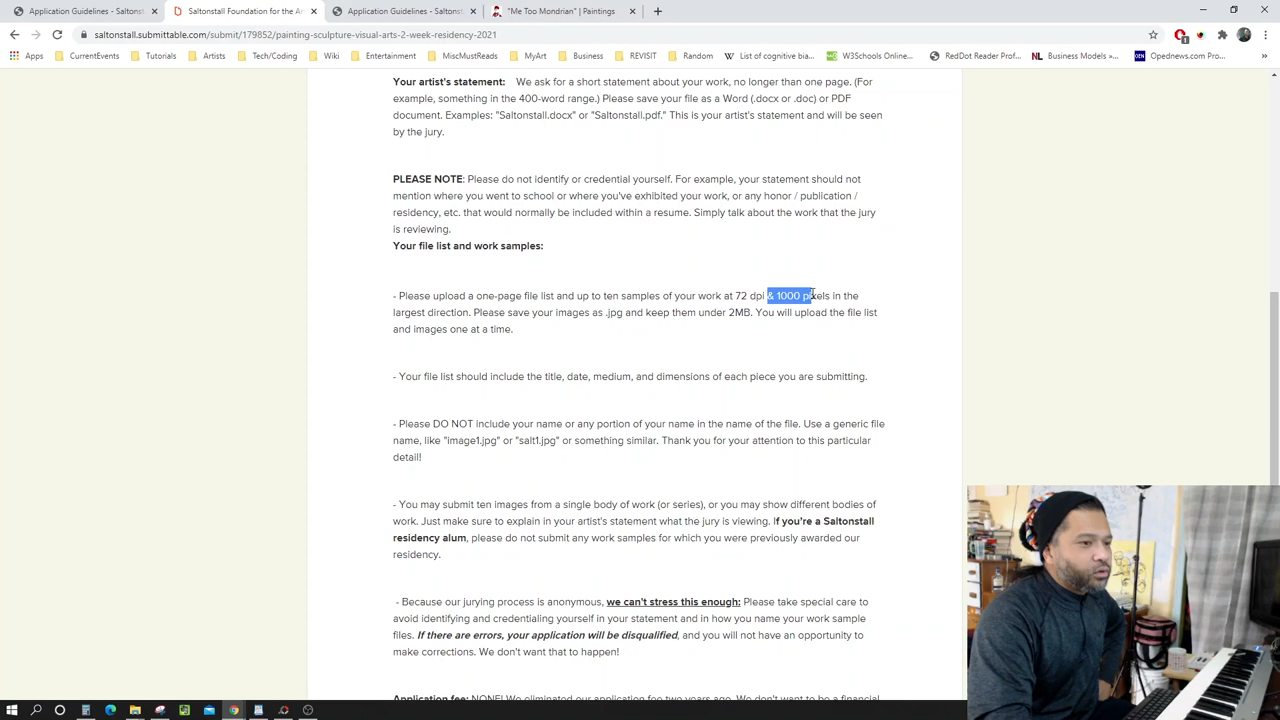 Application Guidelines - Saltonst
Saltonstall Foundation for the Ar
Application Guidelines - Saltonst
"Me Too Mondrian" | Paintings
saltonstall.submittable.com/submit/179852/painting-sculpture-visual-arts-2-week-residency-2021
Apps CurrentEvents Tutorials Artists Tech/Coding Wiki Entertainment MiscMustReads MyArt Business REVISIT Random List of cognitive bia... W3Schools Online... RedDot Reader Prof... Business Models »... Opednews.com Pro...
Your artist's statement: We ask for a short statement about your work, no longer than one page. (For
example, something in the 400-word range.) Please save your file as a Word (.docx or .doc) or PDF
document. Examples: "Saltonstall.docx" or "Saltonstall.pdf." This is your artist's statement and will be seen
by the jury.
PLEASE NOTE: Please do not identify or credential yourself. For example, your statement should not
mention where you went to school or where you've exhibited your work, or any honor / publication /
residency, etc. that would normally be included within a resume. Simply talk about the work that the jury
is reviewing.
Your file list and work samples:
- Please upload a one-page file list and up to ten samples of your work at 72 dpi & 1000 pixels in the
largest direction. Please save your images as .jpg and keep them under 2MB. You will upload the file list
and images one at a time.
- Your file list should include the title, date, medium, and dimensions of each piece you are submitting.
- Please DO NOT include your name or any portion of your name in the name of the file. Use a generic file
name, like "image1.jpg" or "salt1.jpg" or something similar. Thank you for your attention to this particular
detail!
- You may submit ten images from a single body of work (or series), or you may show different bodies of
work. Just make sure to explain in your artist's statement what the jury is viewing. If you're a Saltonstall
residency alum, please do not submit any work samples for which you were previously awarded our
residency.
- Because our jurying process is anonymous, we can't stress this enough: Please take special care to
avoid identifying and credentialing yourself in your statement and in how you name your work sample
files. If there are errors, your application will be disqualified, and you will not have an opportunity to
make corrections. We don't want that to happen!
Application fee: NONE! We eliminated our application fee two years ago. We don't want to be a financial